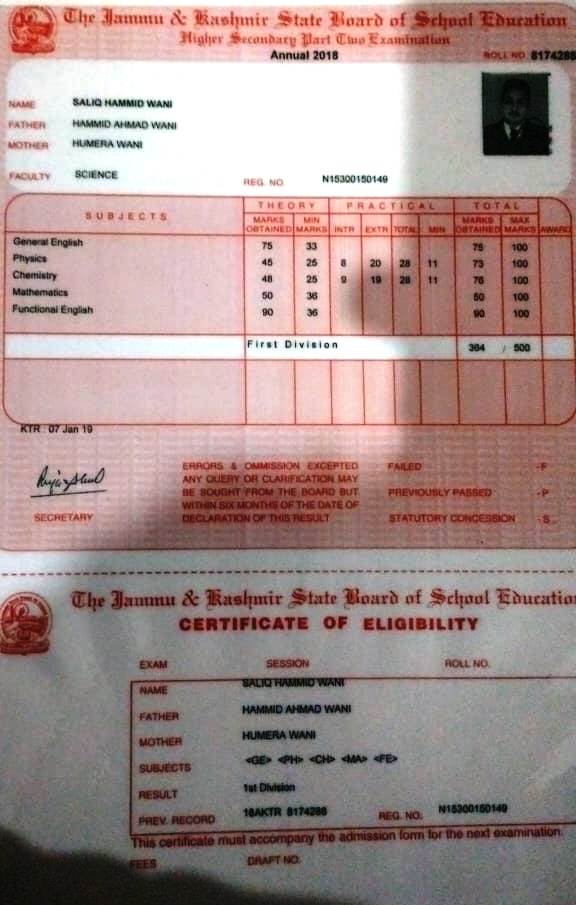 The Jammu & Kashmir State Board of School Education
Higher Secondary Part Two Examination
Annual 2018
ROLL NO 8174288
NAME SALIQ HAMMID WANI
FATHER HAMMID AHMAD WANI
MOTHER HUMERA WANI
FACULTY SCIENCE
REG. NO. N15300150149
SUBJECTS THEORY PRACTICAL TOTAL
MARKS OBTAINED MIN MARKS INTR EXTR TOTAL MIN MARKS OBTAINED MAX MARKS AWARD
General English 75 33 75 100
Physics 45 25 8 20 28 11 73 100
Chemistry 48 25 9 19 28 11 76 100
Mathematics 50 36 50 100
Functional English 90 36 90 100
First Division 364 / 500
KTR : 07 Jan 19
SECRETARY
ERRORS & OMMISSION EXCEPTED
ANY QUERY OR CLARIFICATION MAY
BE SOUGHT FROM THE BOARD BUT
WITHIN SIX MONTHS OF THE DATE OF
DECLARATION OF THIS RESULT
FAILED -F
PREVIOUSLY PASSED -P
STATUTORY CONCESSION -S
The Jammu & Kashmir State Board of School Educatio
CERTIFICATE OF ELIGIBILITY
EXAM SESSION ROLL NO.
NAME SALIQ HAMMID WANI
FATHER HAMMID AHMAD WANI
MOTHER HUMERA WANI
SUBJECTS <GE> <PH> <CH> <MA> <FE>
RESULT 1st Division
PREV. RECORD 18AKTR 8174288 REG. NO. N15300150149
This certificate must accompany the admission form for the next examination.
FEES DRAFT NO.